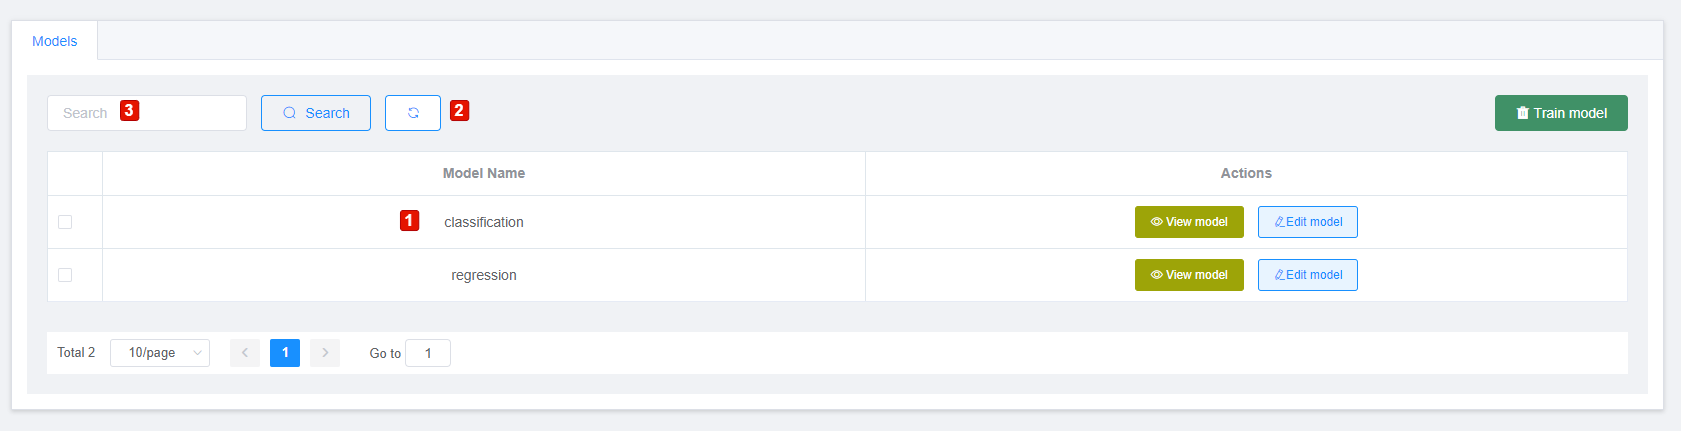 Models
Search 3 Search 2 Train model
Model Name Actions
1 classification View model Edit model
regression View model Edit model
Total 2 10/page 1 Go to 1